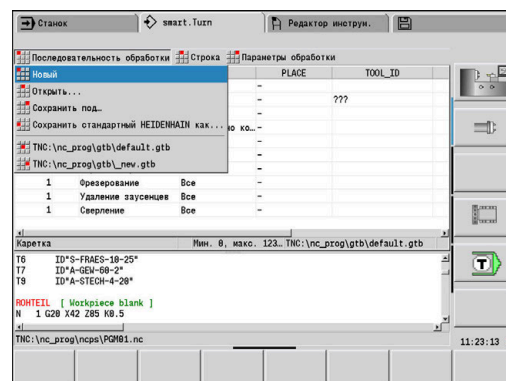 Станок
smart.Turn
Редактор инструм.
Последовательность обработки Строка Параметры обработки
Новый
PLACE TOOL_ID
–
Открыть...
– ???
Сохранить под…
–
Сохранить стандартный HEIDENHAIN как...
но ко…–
TNC:\nc_prog\gtb\default.gtb
–
TNC:\nc_prog\gtb\_new.gtb
–
1 Фрезерование Все –
1 Удаление заусенцев Все –
1 Сверление Все –
Каретка Мин. 0, макс. 123… TNC:\nc_prog\gtb\default.gtb
T6 ID"S-FRAES-10-25"
T7 ID"A-GEW-60-2"
T9 ID"A-STECH-4-20"
ROHTEIL [ Workpiece blank ]
N 1 G20 X42 Z85 K0.5
TNC:\nc_prog\ncps\PGM01.nc
T
11:23:13